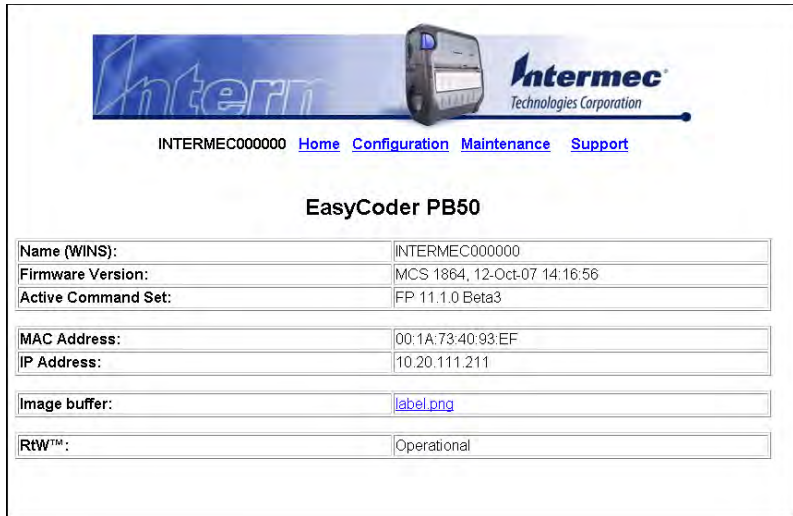 Interm
Intermec
Technologies Corporation
INTERMEC000000 Home Configuration Maintenance Support
EasyCoder PB50
Name (WINS): INTERMEC000000
Firmware Version: MCS 1864, 12-Oct-07 14:16:56
Active Command Set: FP 11.1.0 Beta3
MAC Address: 00:1A:73:40:93:EF
IP Address: 10.20.111.211
Image buffer: label.png
RtW™: Operational